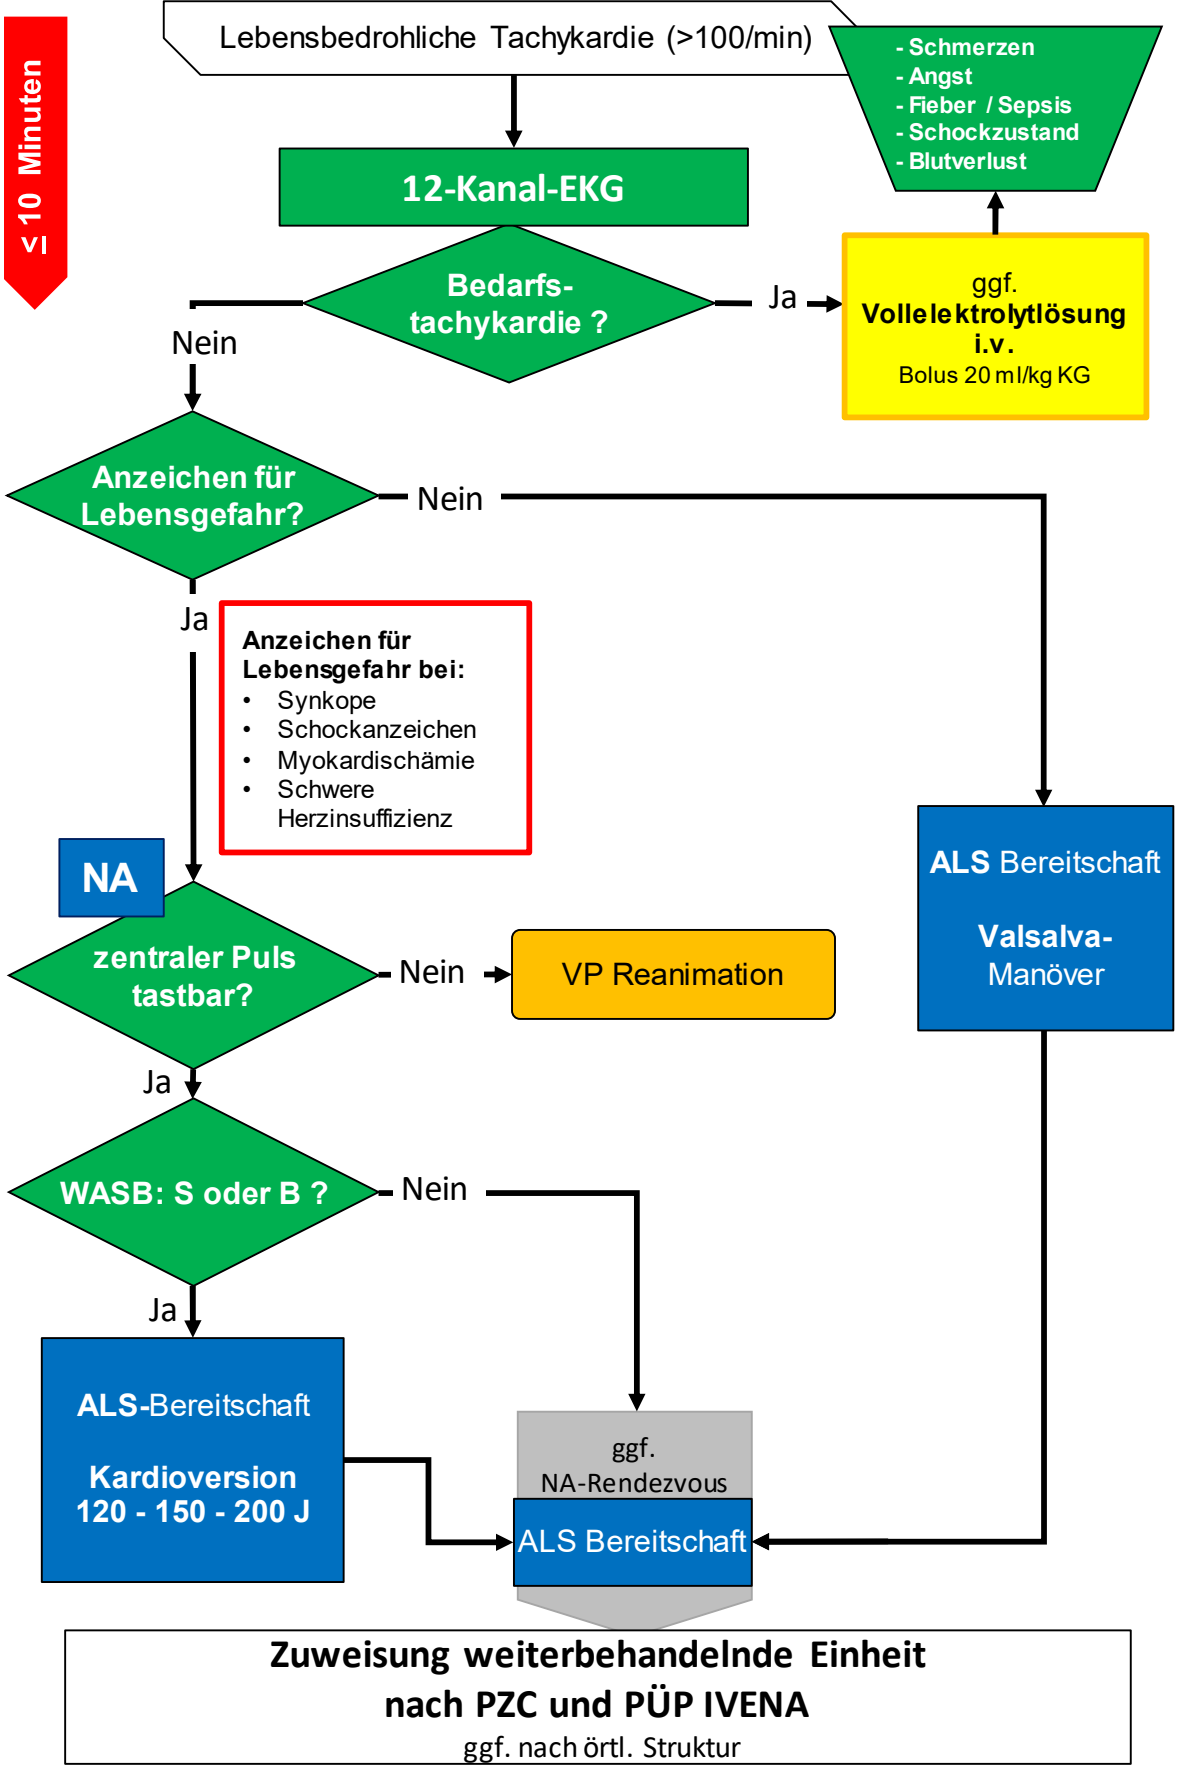 ≤ 10 Minuten
Lebensbedrohliche Tachykardie (>100/min)
- Schmerzen
- Angst
- Fieber / Sepsis
- Schockzustand
- Blutverlust
12-Kanal-EKG
Bedarfs-
tachykardie ?
Ja
ggf.
Vollelektrolytlösung
i.v.
Bolus 20 ml/kg KG
Nein
Anzeichen für
Lebensgefahr?
Nein
Ja
Anzeichen für
Lebensgefahr bei:
• Synkope
• Schockanzeichen
• Myokardischämie
• Schwere
Herzinsuffizienz
ALS Bereitschaft
Valsalva-
Manöver
NA
zentraler Puls
tastbar?
Nein
VP Reanimation
Ja
WASB: S oder B ?
Nein
Ja
ALS-Bereitschaft
Kardioversion
120 - 150 - 200 J
ggf.
NA-Rendezvous
ALS Bereitschaft
Zuweisung weiterbehandelnde Einheit
nach PZC und PÜP IVENA
ggf. nach örtl. Struktur